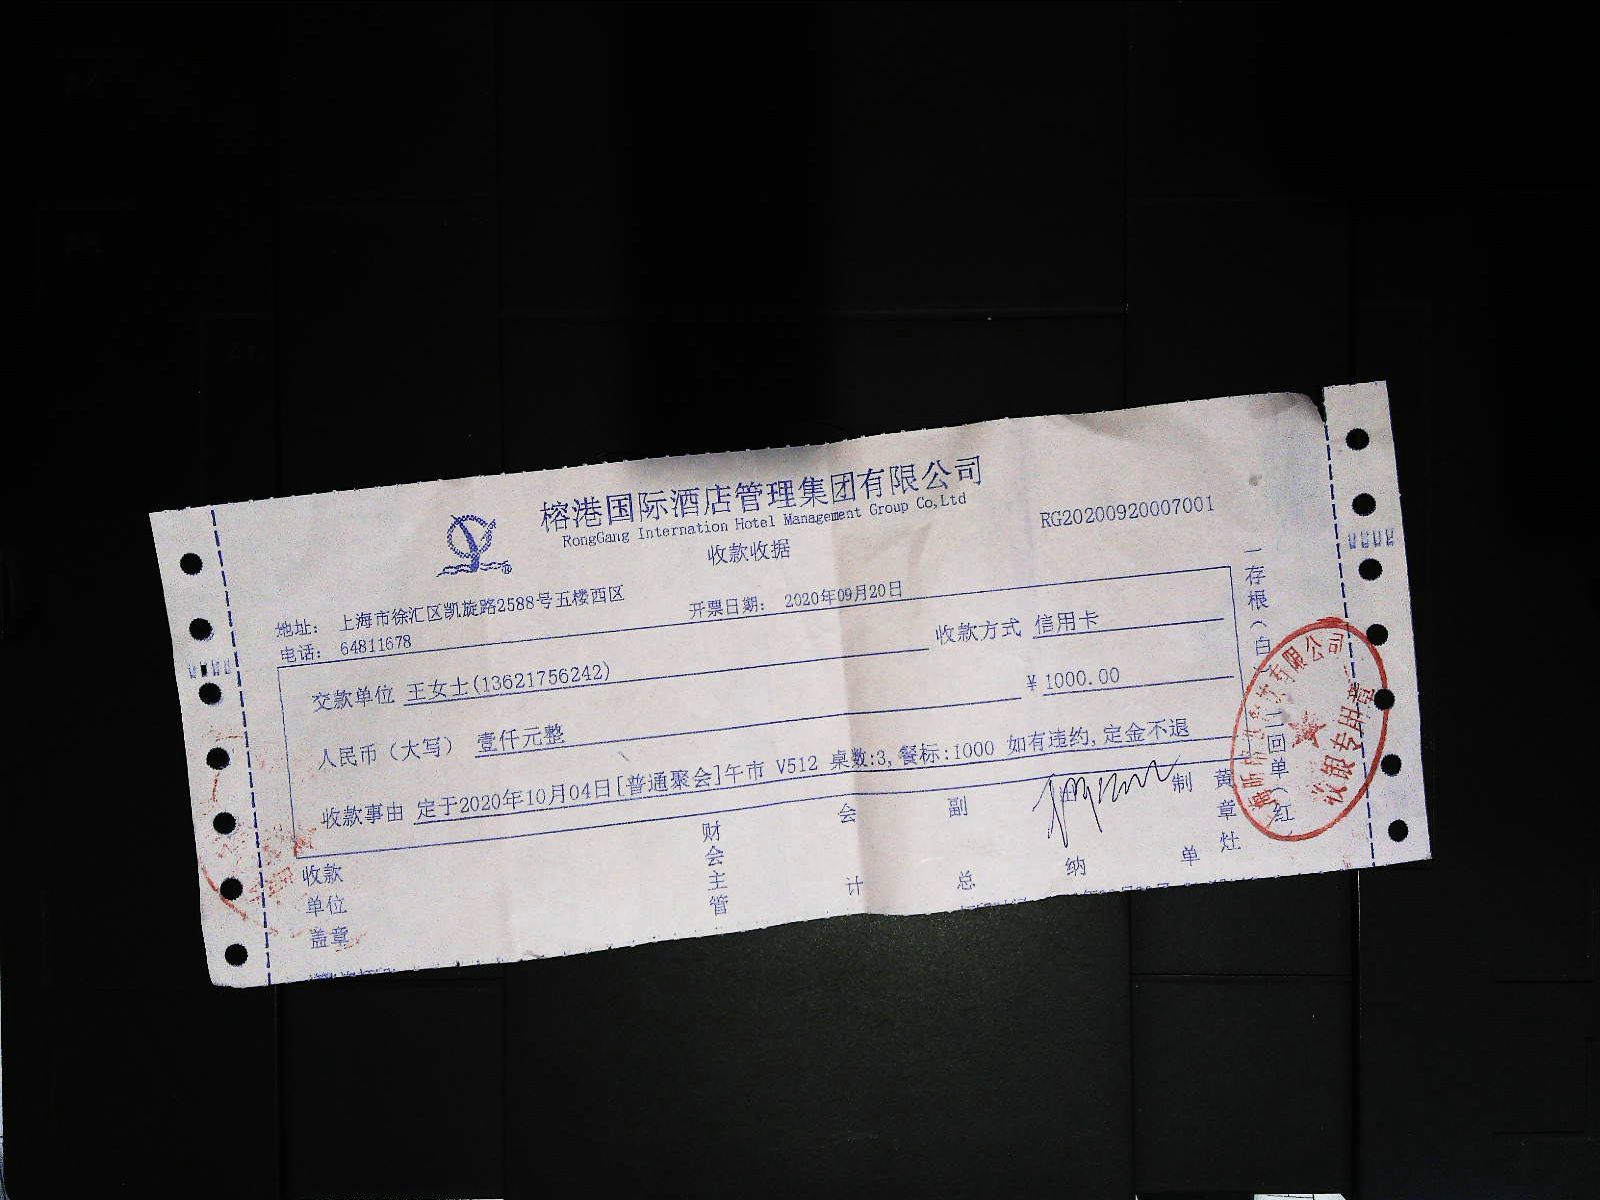 榕港国际酒店管理集团有限公司
RongGang Internation Hotel Management Group Co,Ltd
收款收据
RG20200920007001
地址： 上海市徐汇区凯旋路2588号五楼西区
电话： 64811678
开票日期： 2020年09月20日
交款单位 王女士(13621756242)
收款方式 信用卡
人民币（大写） 壹仟元整
¥ 1000.00
收款事由 定于2020年10月04日[普通聚会]午市 V512 桌数:3,餐标:1000 如有违约,定金不退
收款单位盖章
财会主管
会计
副总
纳
制单
黄章灶
一存根（白
二回单（红
有限公司
收银专用章